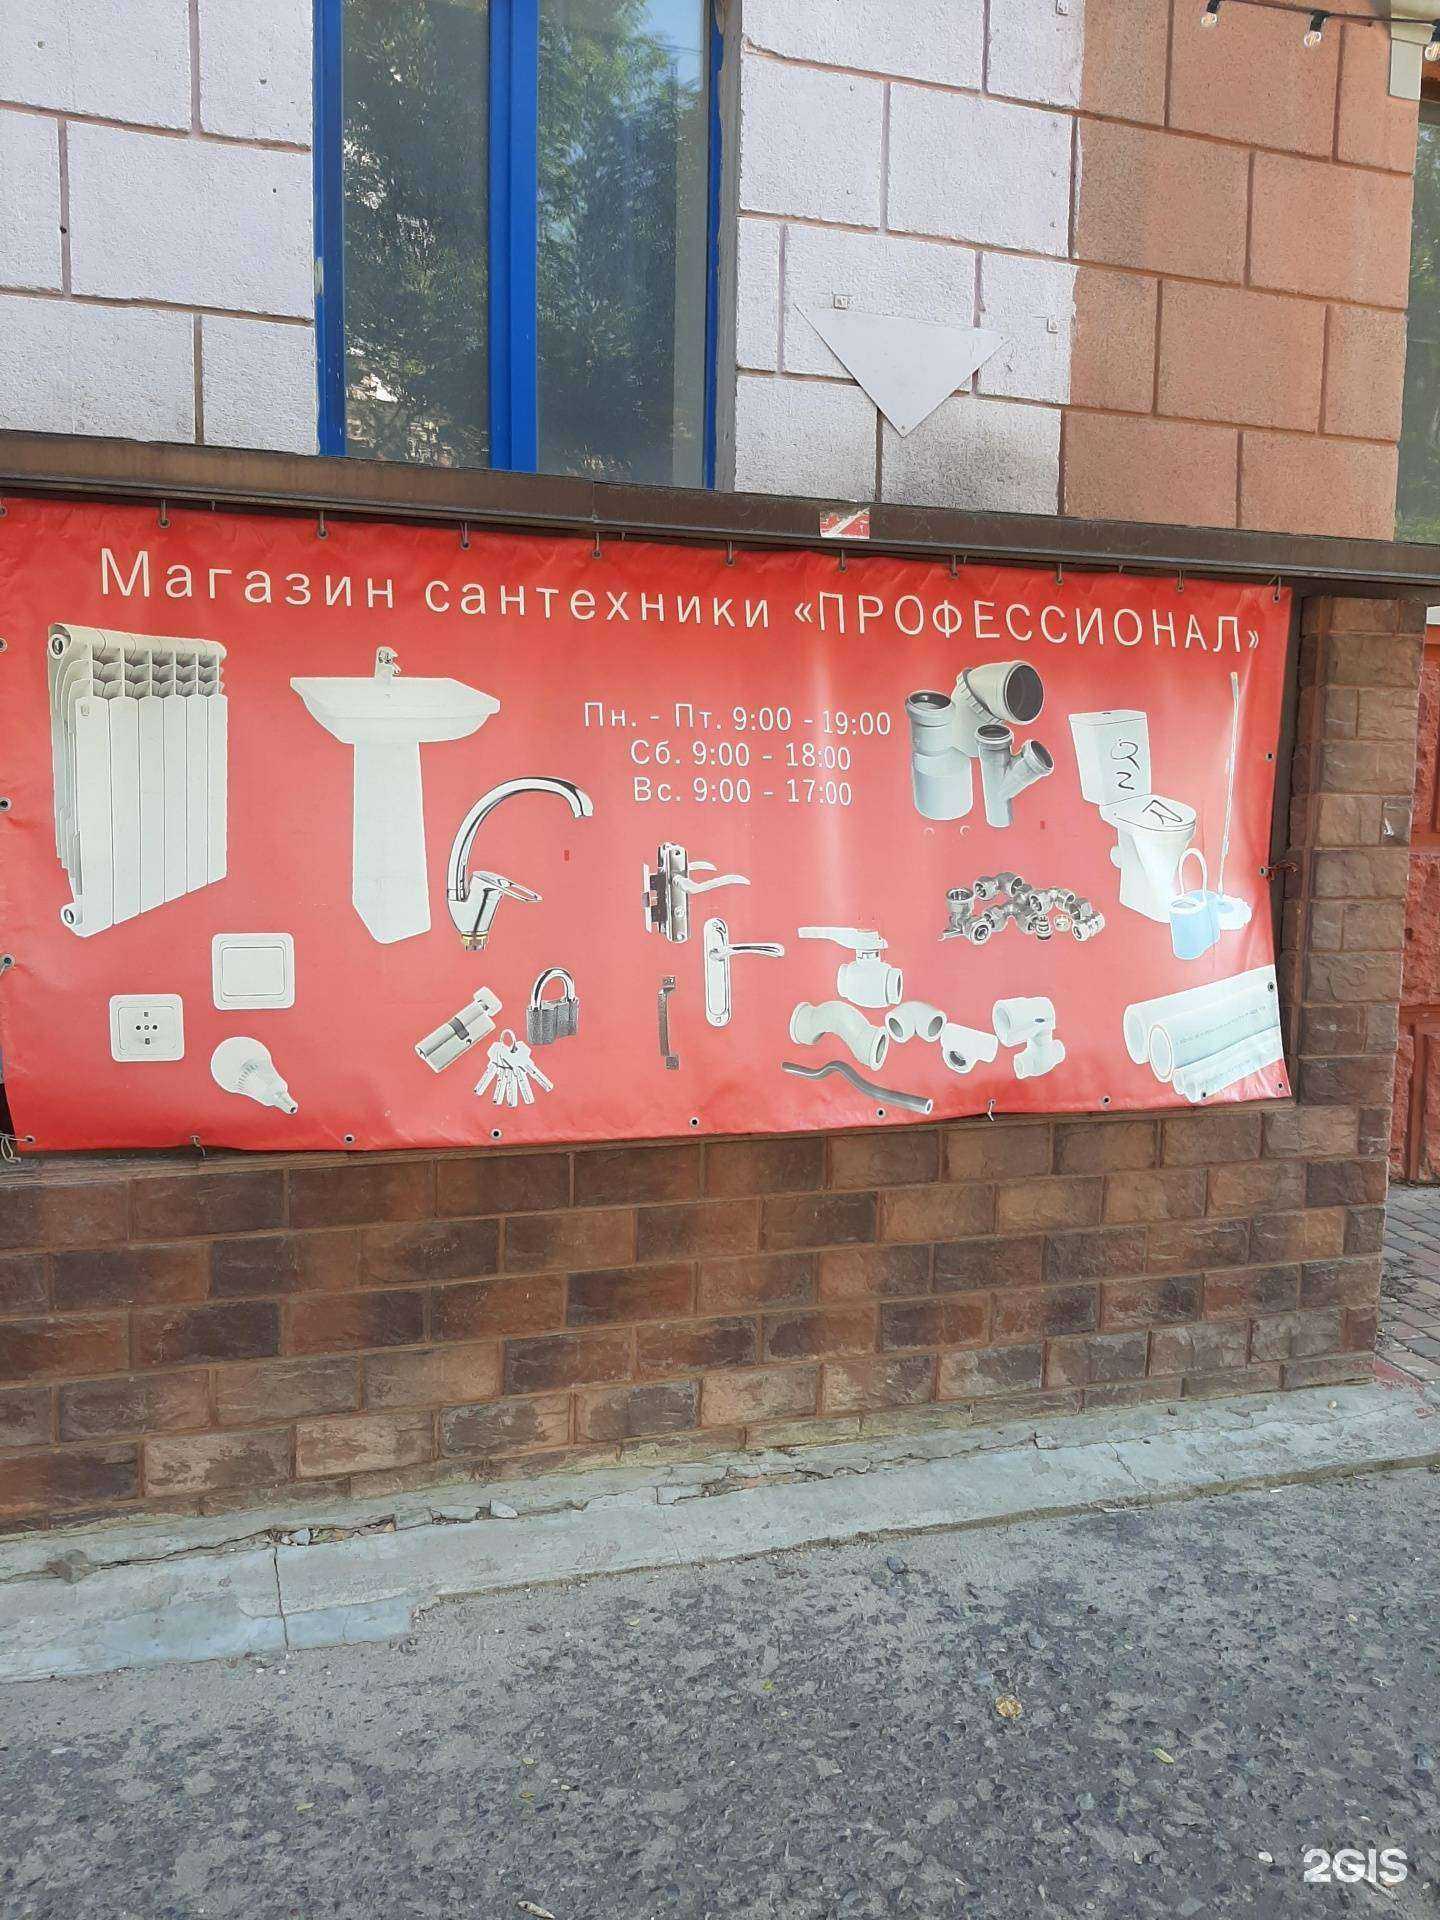 Магазин сантехники «ПРОФЕССИОНАЛ»
Пн. - Пт. 9:00 - 19:00
Сб. 9:00 - 18:00
Вс. 9:00 - 17:00
2GIS